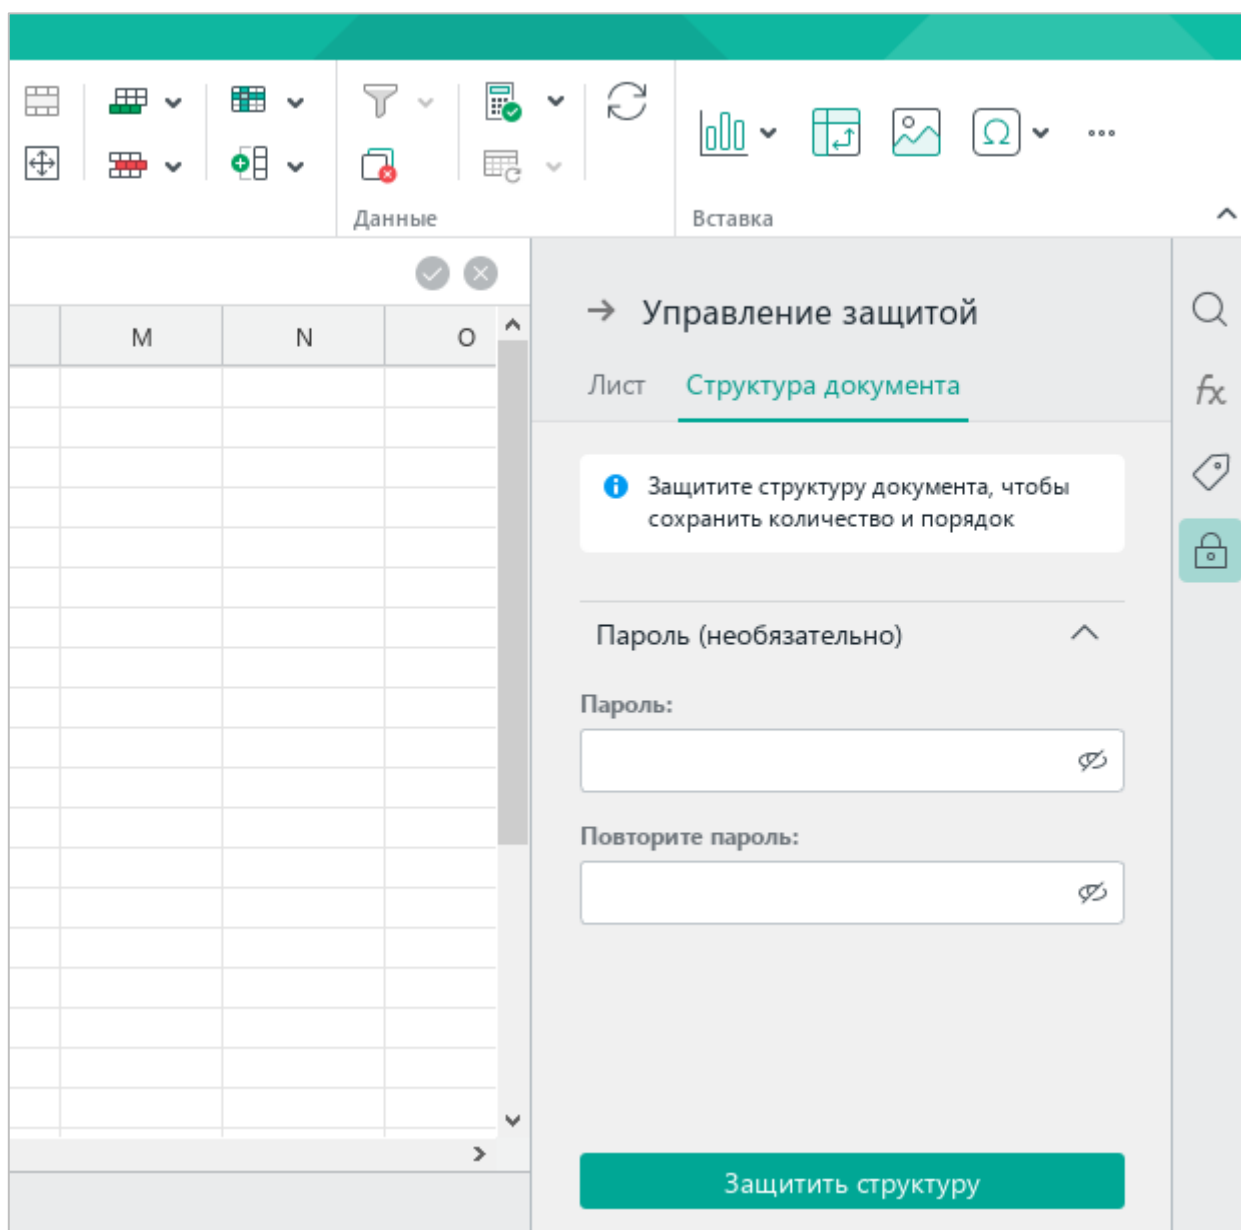 Данные
Вставка
M
N
O
Управление защитой
Лист
Структура документа
Защитите структуру документа, чтобы
сохранить количество и порядок
Пароль (необязательно)
Пароль:
Повторите пароль:
Защитить структуру
fx